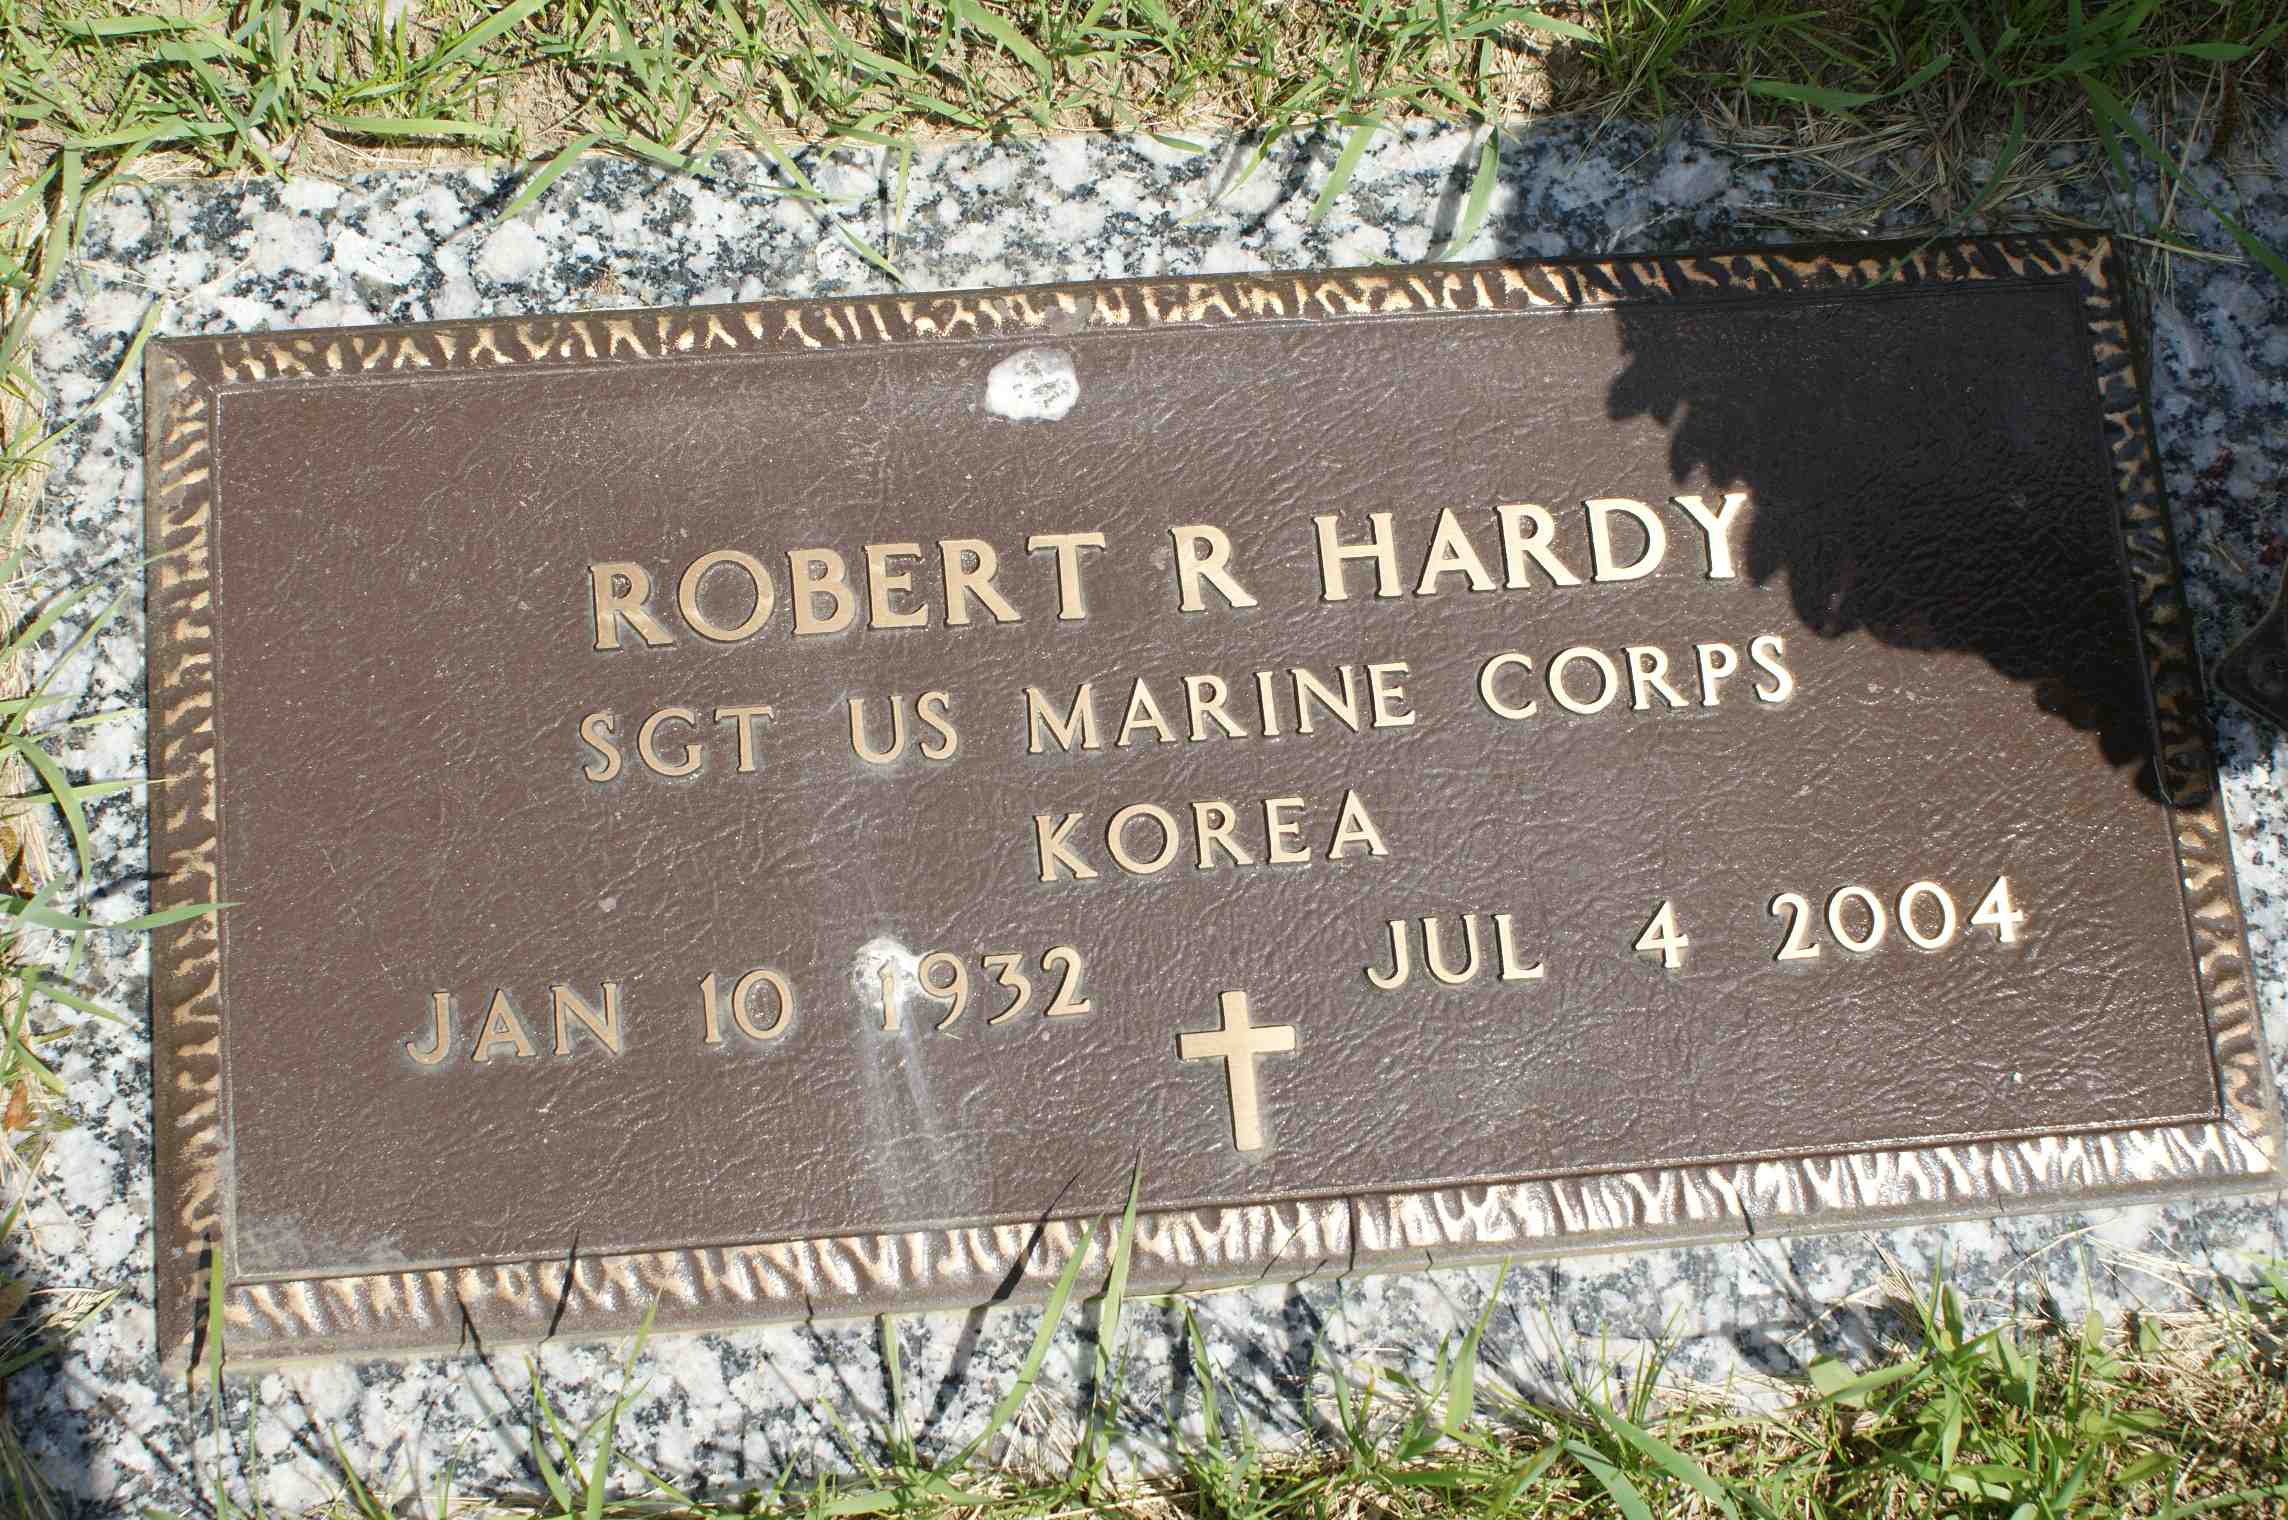 ROBERT R HARDY
SGT US MARINE CORPS
KOREA
JAN 10 1932 JUL 4 2004